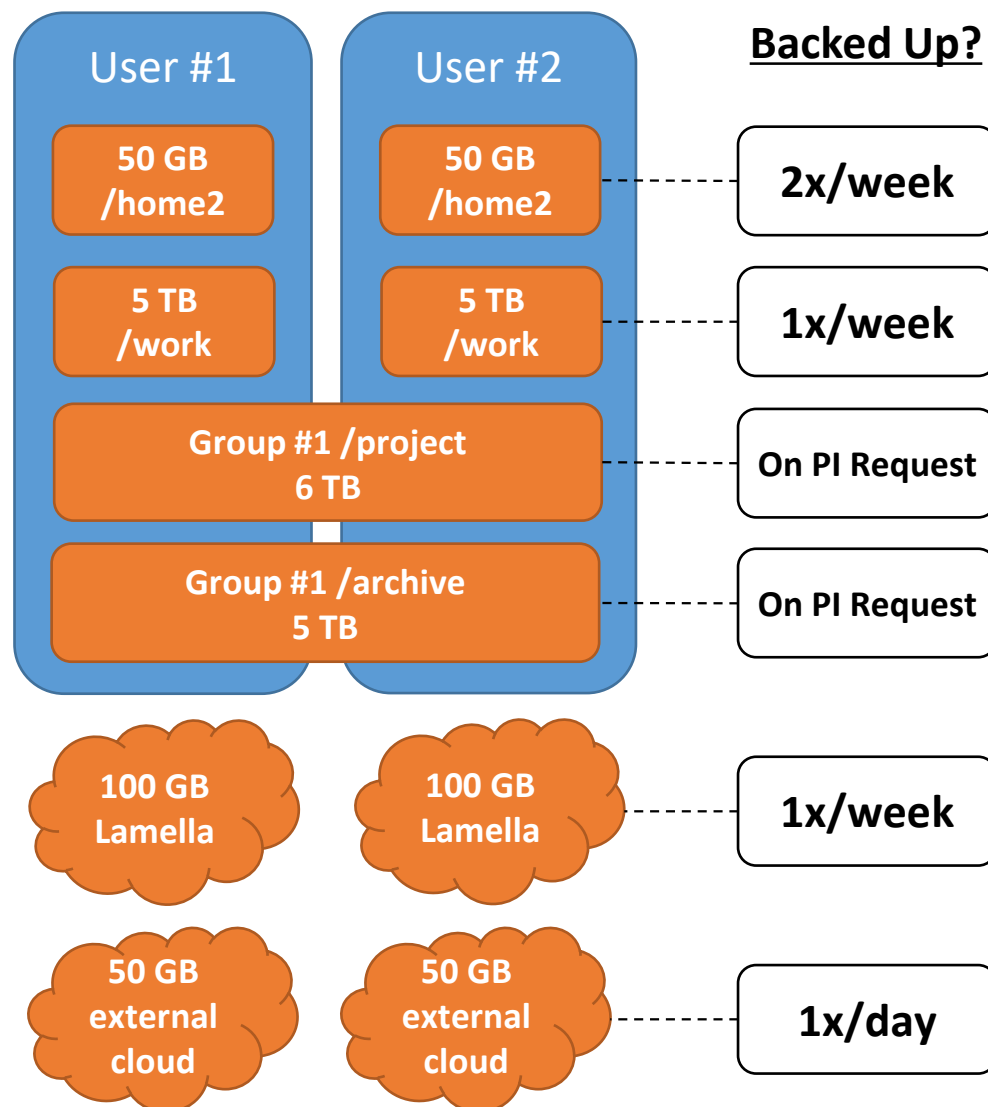 User #1
User #2
Backed Up?
50 GB
/home2
50 GB
/home2
2x/week
5 TB
/work
5 TB
/work
1x/week
Group #1 /project
6 TB
On PI Request
Group #1 /archive
5 TB
On PI Request
100 GB
Lamella
100 GB
Lamella
1x/week
50 GB
external
cloud
50 GB
external
cloud
1x/day